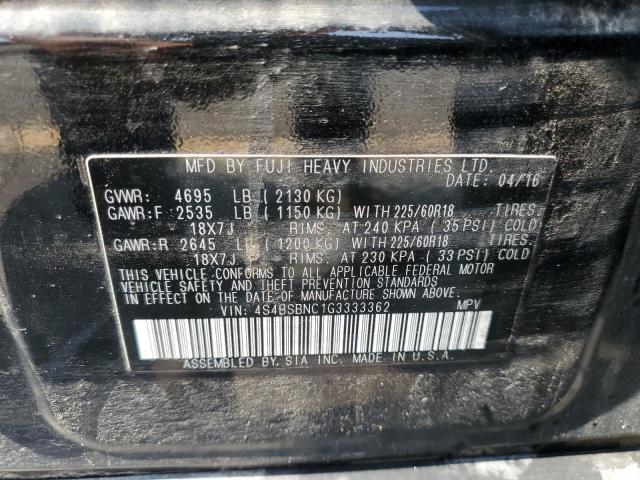 MFD BY FUJI HEAVY INDUSTRIES LTD.
DATE: 04/16
GVWR: 4695 LB ( 2130 KG)
GAWR:F 2535 LB ( 1150 KG) WITH 225/60R18 TIRES.
18X7J RIMS. AT 240 KPA ( 35 PSI) COLD
GAWR:R 2645 LB ( 1200 KG) WITH 225/60R18 TIRES.
18X7J RIMS. AT 230 KPA ( 33 PSI) COLD
THIS VEHICLE CONFORMS TO ALL APPLICABLE FEDERAL MOTOR
VEHICLE SAFETY AND THEFT PREVENTION STANDARDS
IN EFFECT ON THE DATE OF MANUFACTURE SHOWN ABOVE.
VIN: 4S4BSBNC1G3333362 MPV
ASSEMBLED BY SIA INC. MADE IN U.S.A.